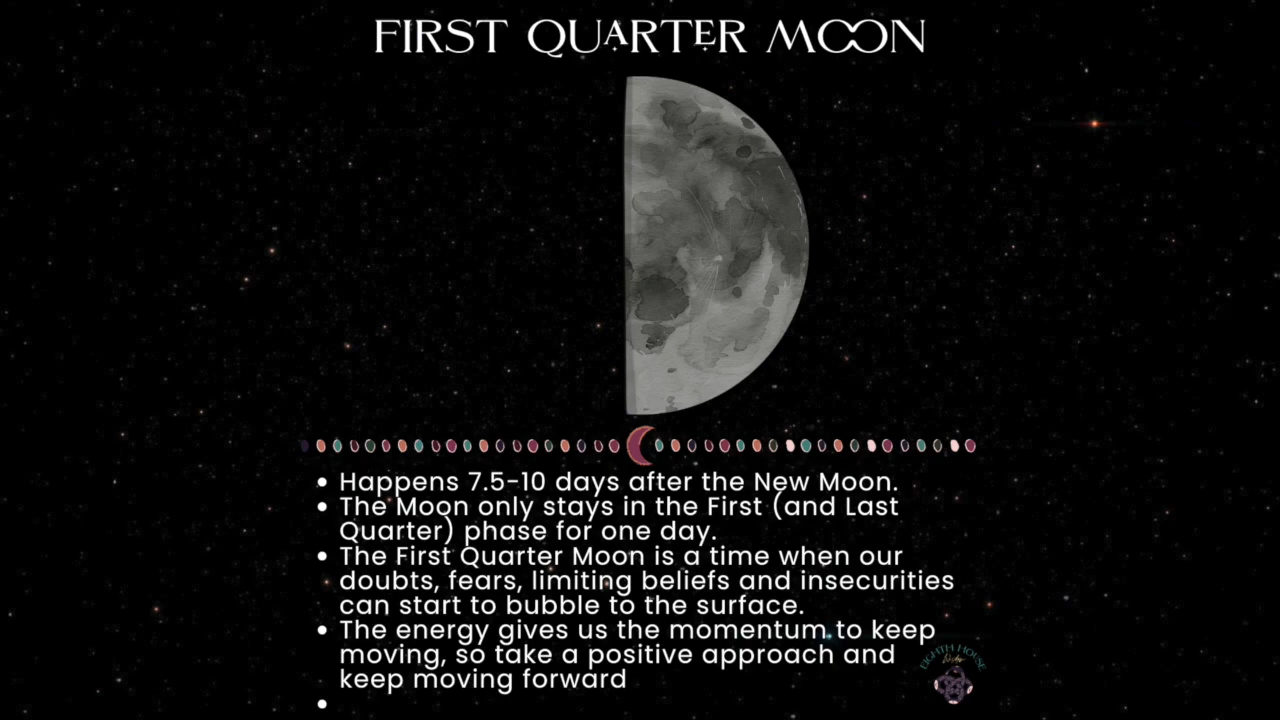 FIRST QUARTER MOON
• Happens 7.5-10 days after the New Moon.
• The Moon only stays in the First (and Last
Quarter) phase for one day.
• The First Quarter Moon is a time when our
doubts, fears, limiting beliefs and insecurities
can start to bubble to the surface.
• The energy gives us the momentum to keep
moving, so take a positive approach and
keep moving forward
•
EIGHTH HOUSE